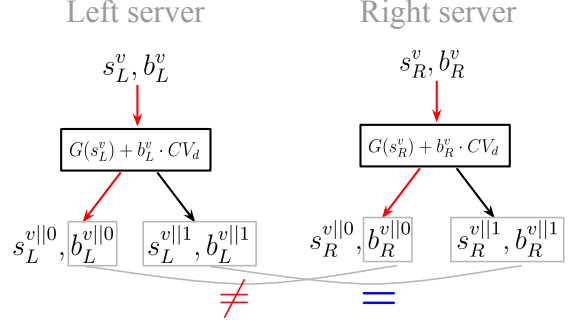 Left server Right server
s_L^v, b_L^v s_R^v, b_R^v
G(s_L^v) + b_L^v · CV_d G(s_R^v) + b_R^v · CV_d
s_L^{v||0}, b_L^{v||0} s_L^{v||1}, b_L^{v||1} s_R^{v||0}, b_R^{v||0} s_R^{v||1}, b_R^{v||1}
≠ =